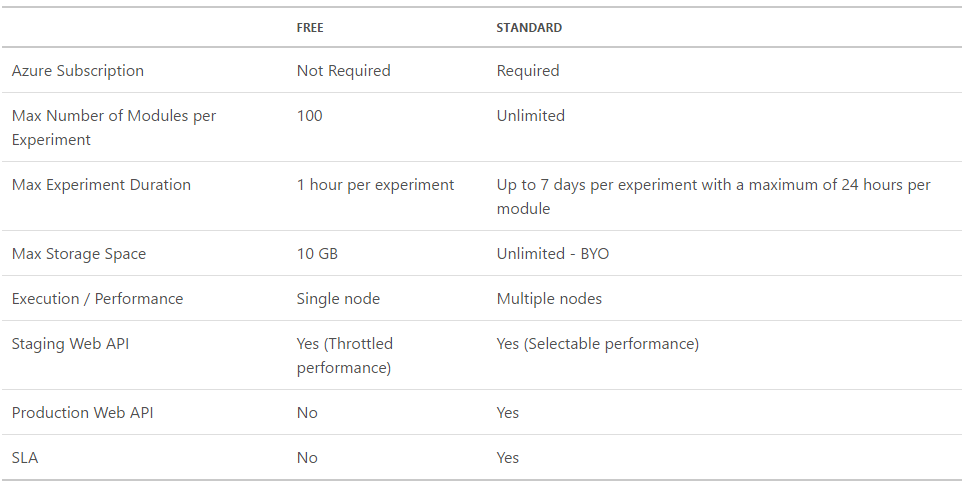 FREE STANDARD
Azure Subscription Not Required Required
Max Number of Modules per 100 Unlimited
Experiment
Max Experiment Duration 1 hour per experiment Up to 7 days per experiment with a maximum of 24 hours per
module
Max Storage Space 10 GB Unlimited - BYO
Execution / Performance Single node Multiple nodes
Staging Web API Yes (Throttled Yes (Selectable performance)
performance)
Production Web API No Yes
SLA No Yes